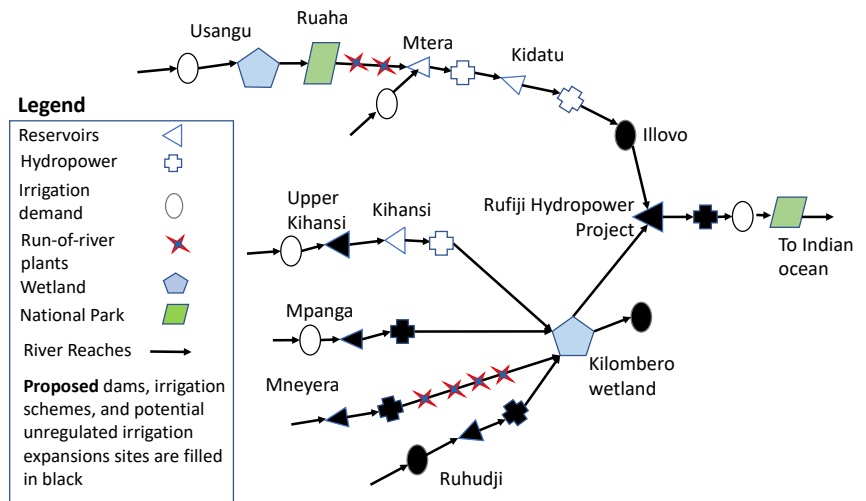 Usangu
Ruaha
Mtera
Kidatu
Legend
Reservoirs
Hydropower
Irrigation
demand
Run-of-river
plants
Wetland
National Park
River Reaches
Proposed dams, irrigation
schemes, and potential
unregulated irrigation
expansions sites are filled
in black
Illovo
Upper
Kihansi
Kihansi
Rufiji Hydropower
Project
To Indian
ocean
Mpanga
Kilombero
wetland
Mneyera
Ruhudji